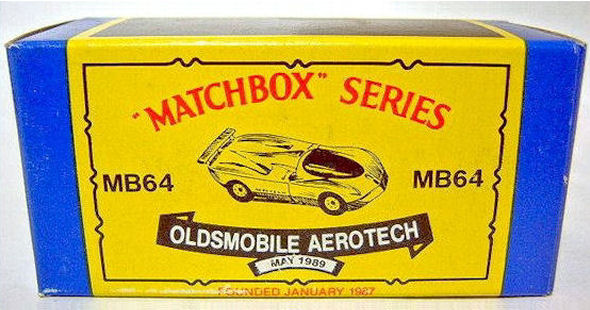 "MATCHBOX" SERIES
MB64
MB64
OLDSMOBILE AEROTECH
MAY 1989
FOUNDED JANUARY 1987